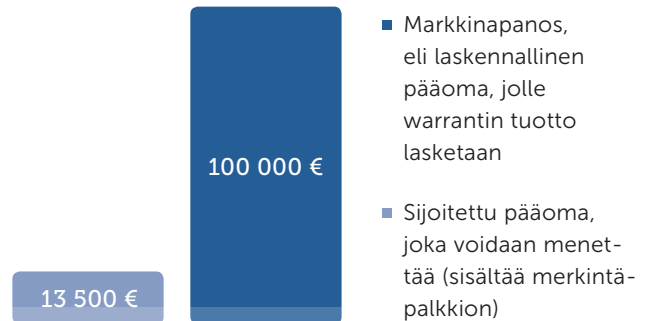 100 000 €
13 500 €
Markkinapanos,
eli laskennallinen
pääoma, jolle
warrantin tuotto
lasketaan
Sijoitettu pääoma,
joka voidaan menet-
tää (sisältää merkintä-
palkkion)